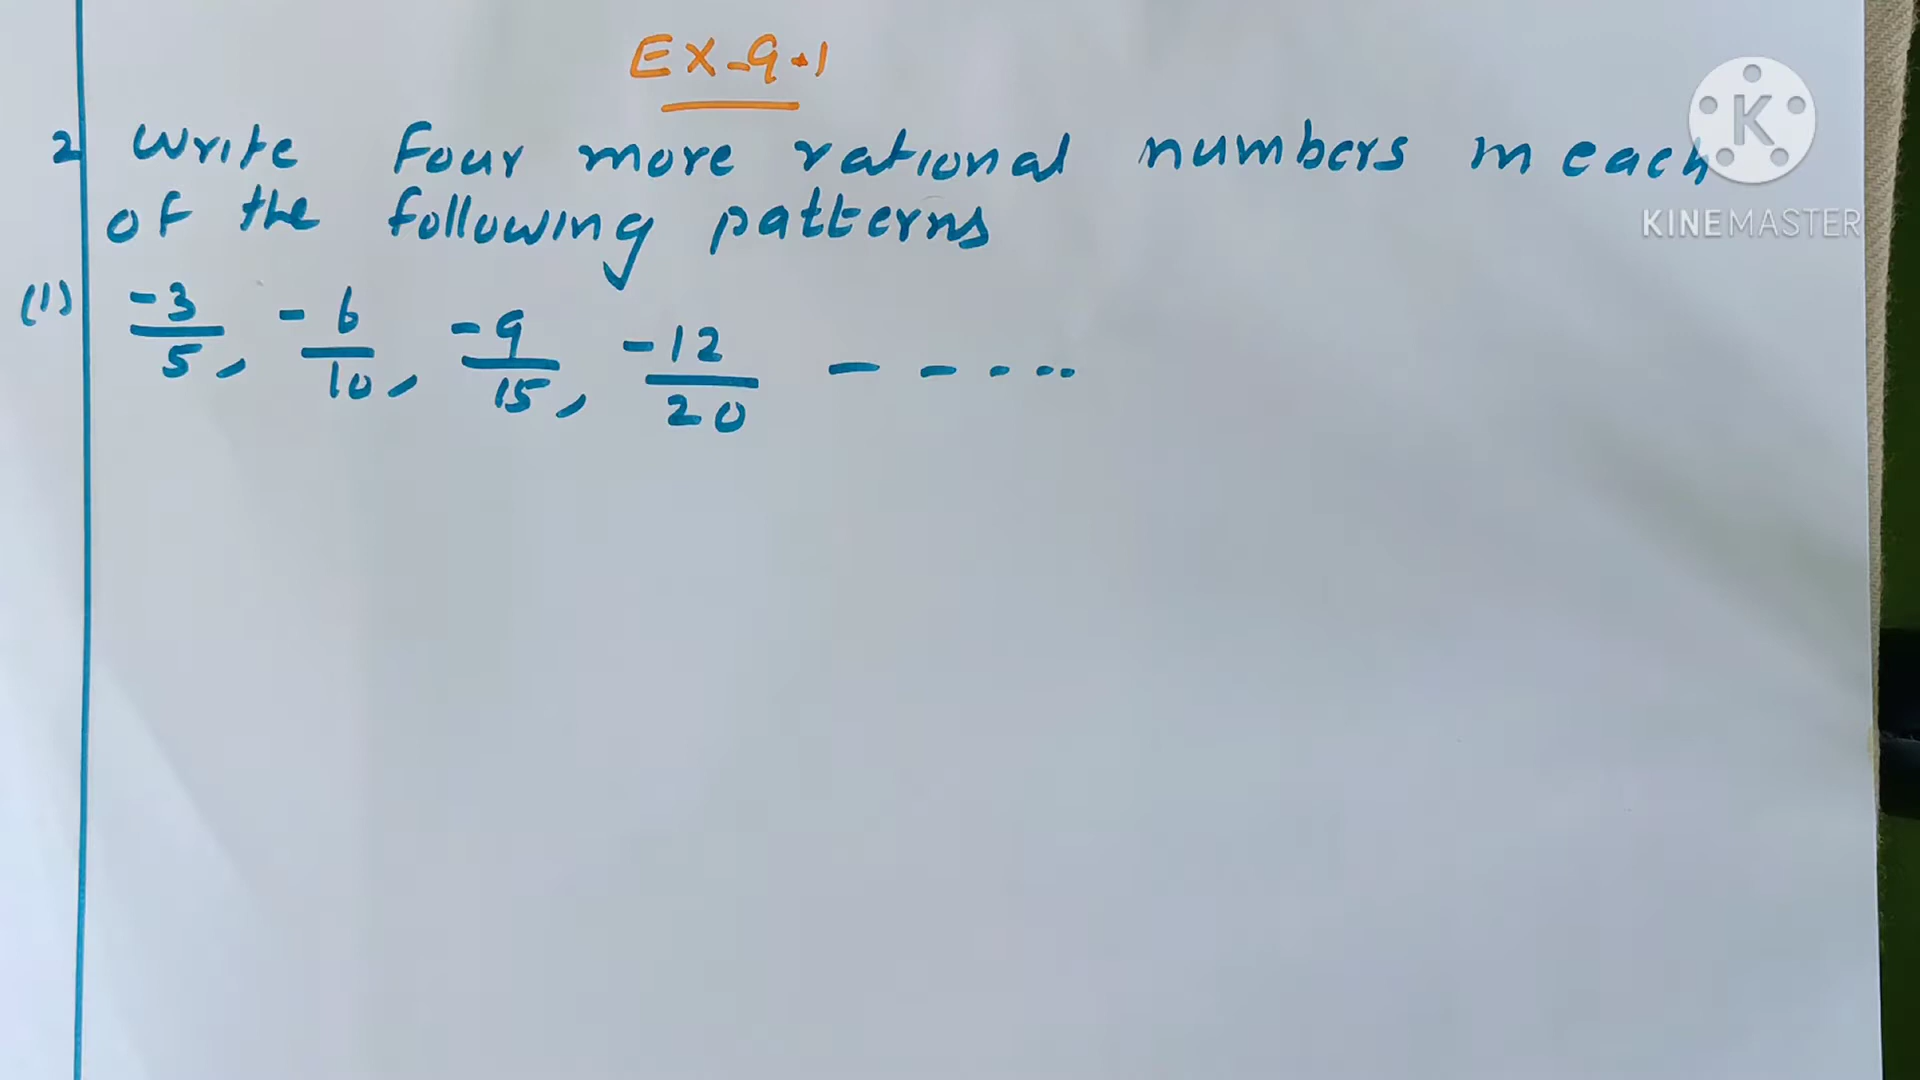 Ex-9.1
2 Write four more rational numbers in each
of the following patterns
(1) -3/5, -6/10, -9/15, -12/20 - - - ...
K
KINEMASTER